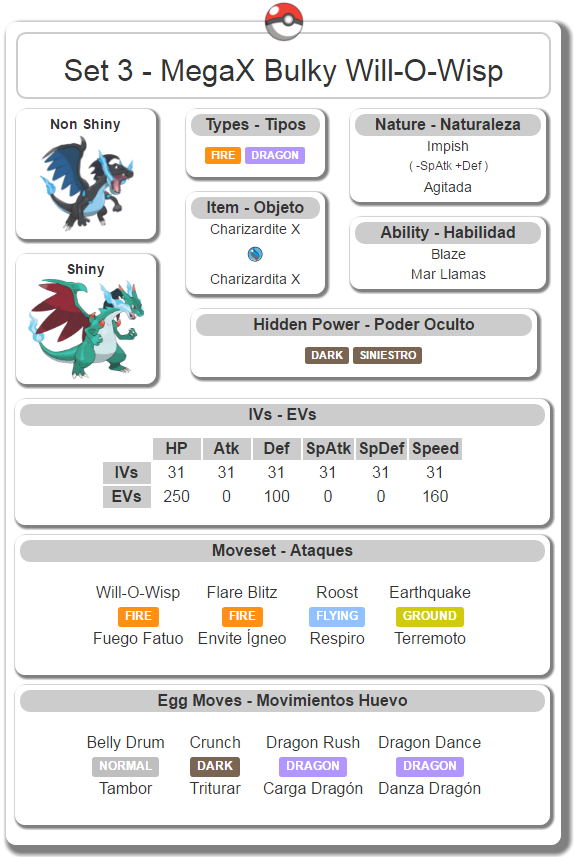 Set 3 - MegaX Bulky Will-O-Wisp
Non Shiny
Shiny
Types - Tipos
FIRE DRAGON
Item - Objeto
Charizardite X
Charizardita X
Nature - Naturaleza
Impish
( -SpAtk +Def )
Agitada
Ability - Habilidad
Blaze
Mar Llamas
Hidden Power - Poder Oculto
DARK SINIESTRO
IVs - EVs
HP Atk Def SpAtk SpDef Speed
IVs 31 31 31 31 31 31
EVs 250 0 100 0 0 160
Moveset - Ataques
Will-O-Wisp Flare Blitz Roost Earthquake
FIRE FIRE FLYING GROUND
Fuego Fatuo Envite Ígneo Respiro Terremoto
Egg Moves - Movimientos Huevo
Belly Drum Crunch Dragon Rush Dragon Dance
NORMAL DARK DRAGON DRAGON
Tambor Triturar Carga Dragón Danza Dragón